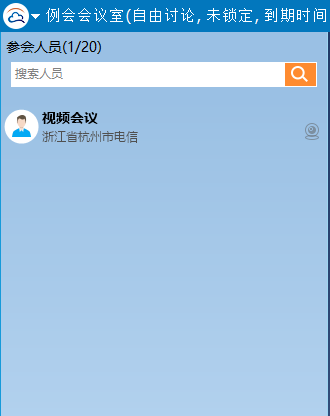 例会会议室(自由讨论, 未锁定, 到期时间
参会人员(1/20)
搜索人员
视频会议
浙江省杭州市电信